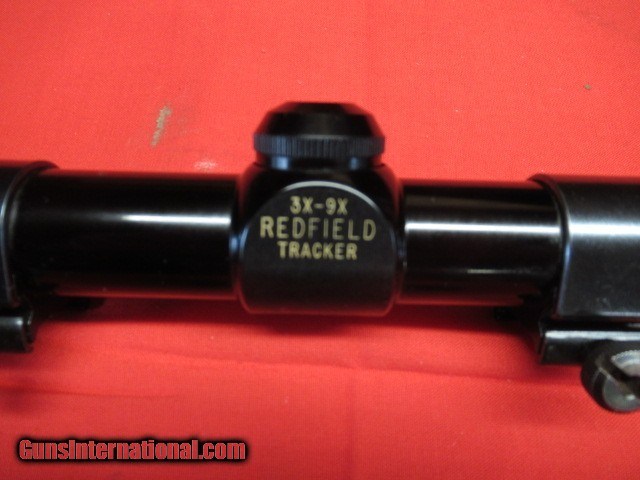 3X-9X
REDFIELD
TRACKER
GunsInternational.com